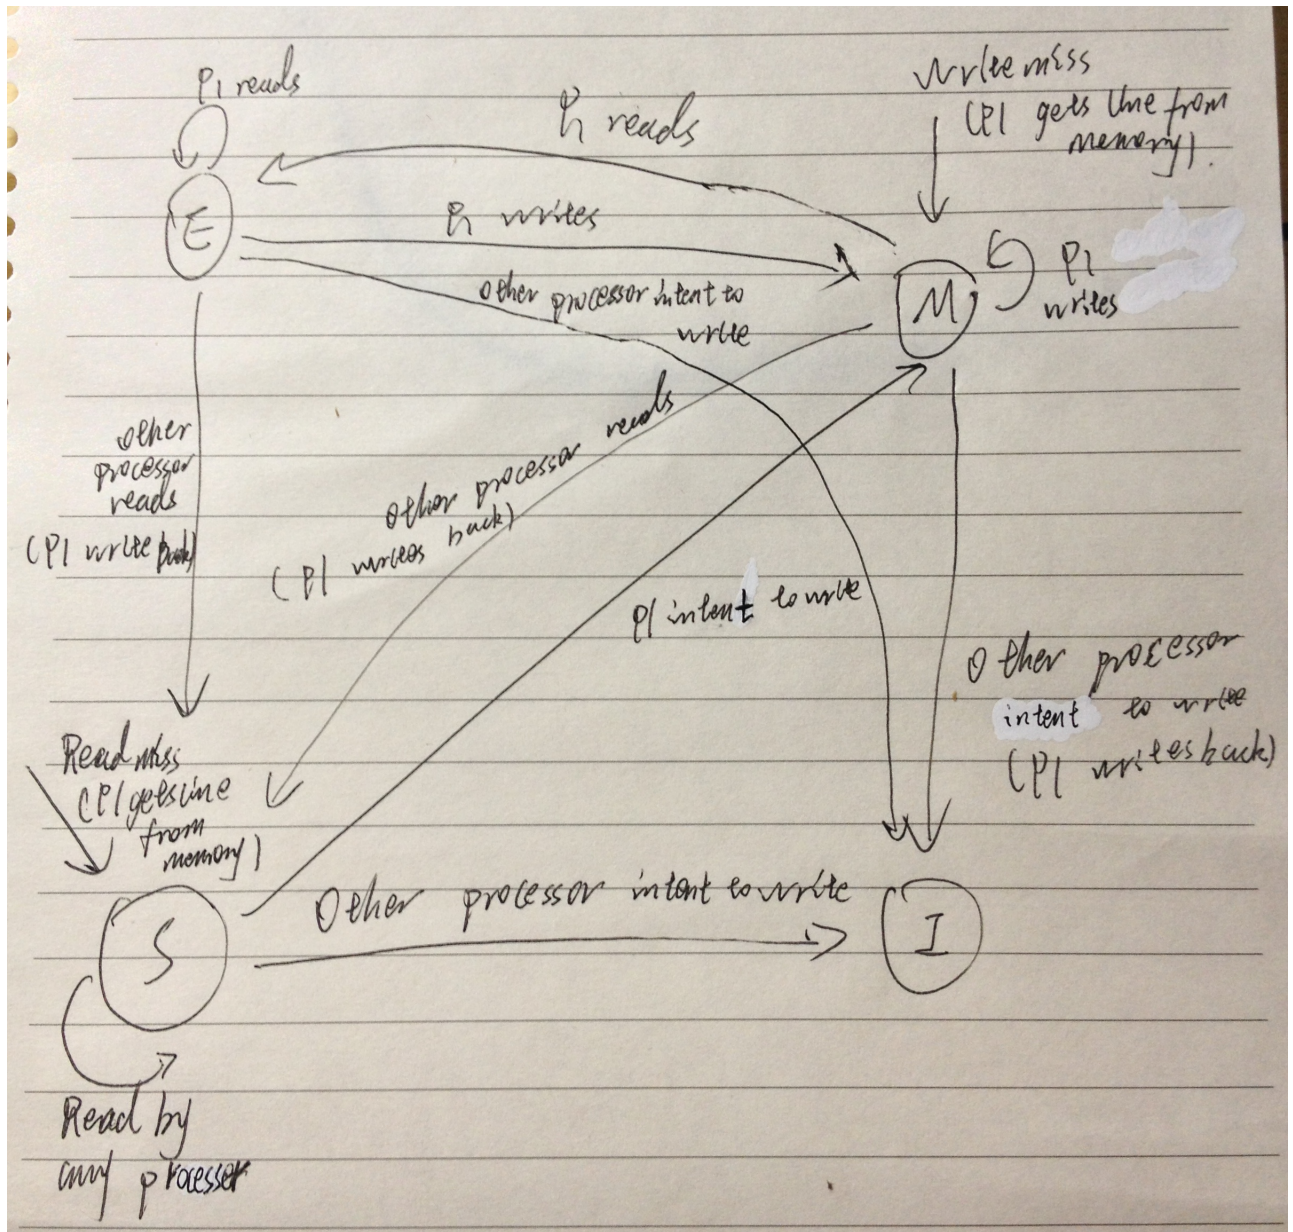 P1 reads
Write miss
(P1 gets line from
memory).
P1 reads
E
P1 writes
P1
writes
M
other processor intent to
write
other
processor
reads
(P1 write back)
Other processor reads
(P1 writes back)
P1 intent to write
Other processor
intent to write
(P1 writes back)
Read miss
(P1 gets line
from
memory)
Other processor intent to write
S
I
Read by
any processer